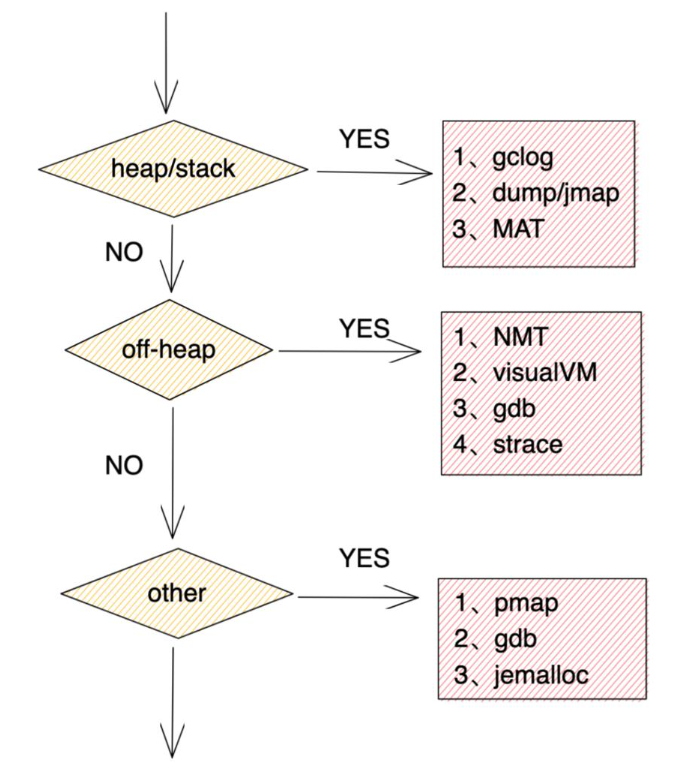 heap/stack
YES
1、gclog
2、dump/jmap
3、MAT
NO
off-heap
YES
1、NMT
2、visualVM
3、gdb
4、strace
NO
other
YES
1、pmap
2、gdb
3、jemalloc